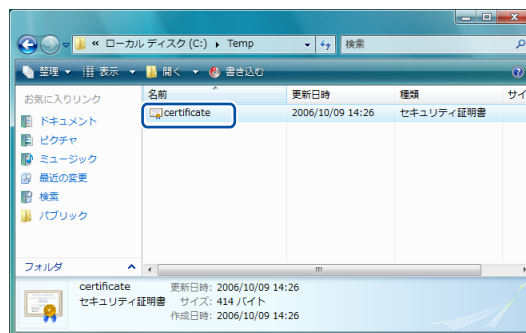 « ローカル ディスク (C:) ▸ Temp
検索
整理 表示 開く 書き込む
お気に入りリンク
ドキュメント
ピクチャ
ミュージック
最近の変更
検索
パブリック
フォルダ
名前 更新日時 種類 サイ
certificate 2006/10/09 14:26 セキュリティ証明書
certificate 更新日時: 2006/10/09 14:26
セキュリティ証明書 サイズ: 414 バイト
作成日時: 2006/10/09 14:26